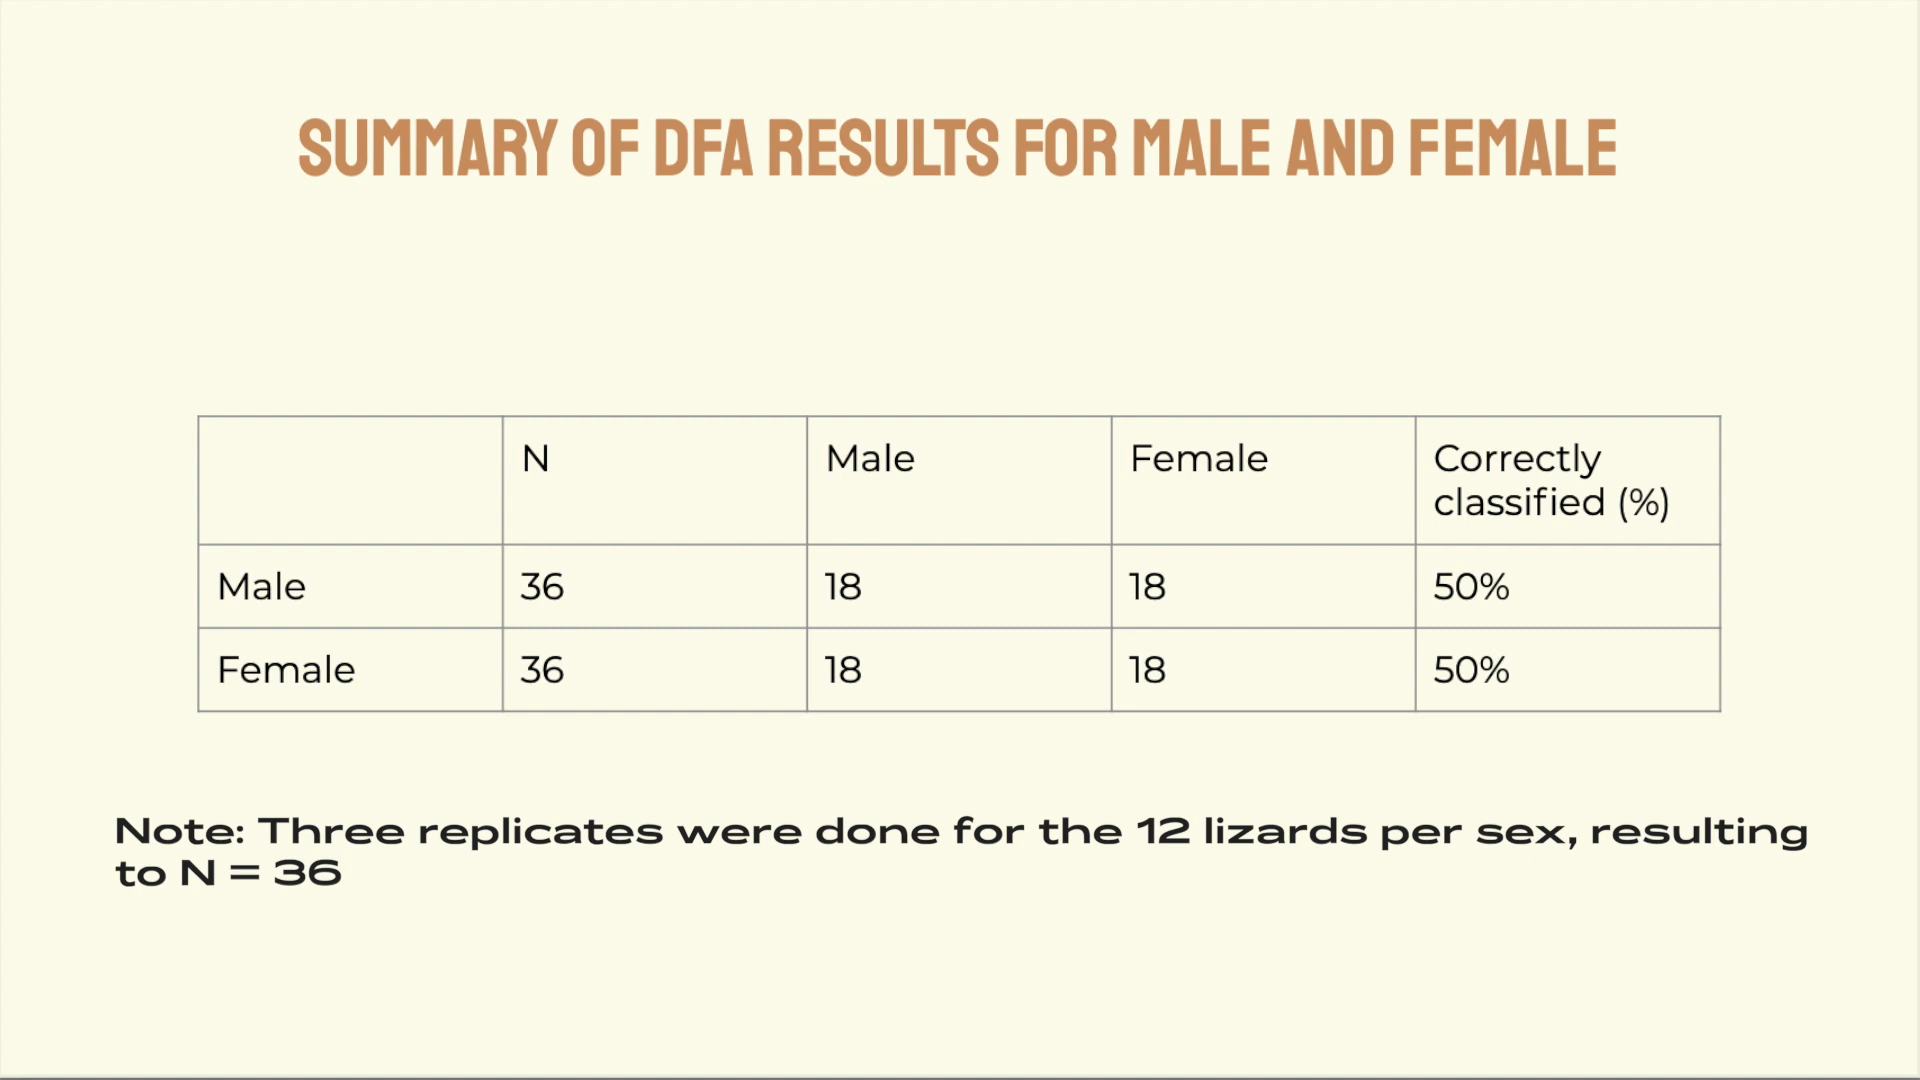 SUMMARY OF DFA RESULTS FOR MALE AND FEMALE
N Male Female Correctly
classified (%)
Male 36 18 18 50%
Female 36 18 18 50%
Note: Three replicates were done for the 12 lizards per sex, resulting
to N = 36